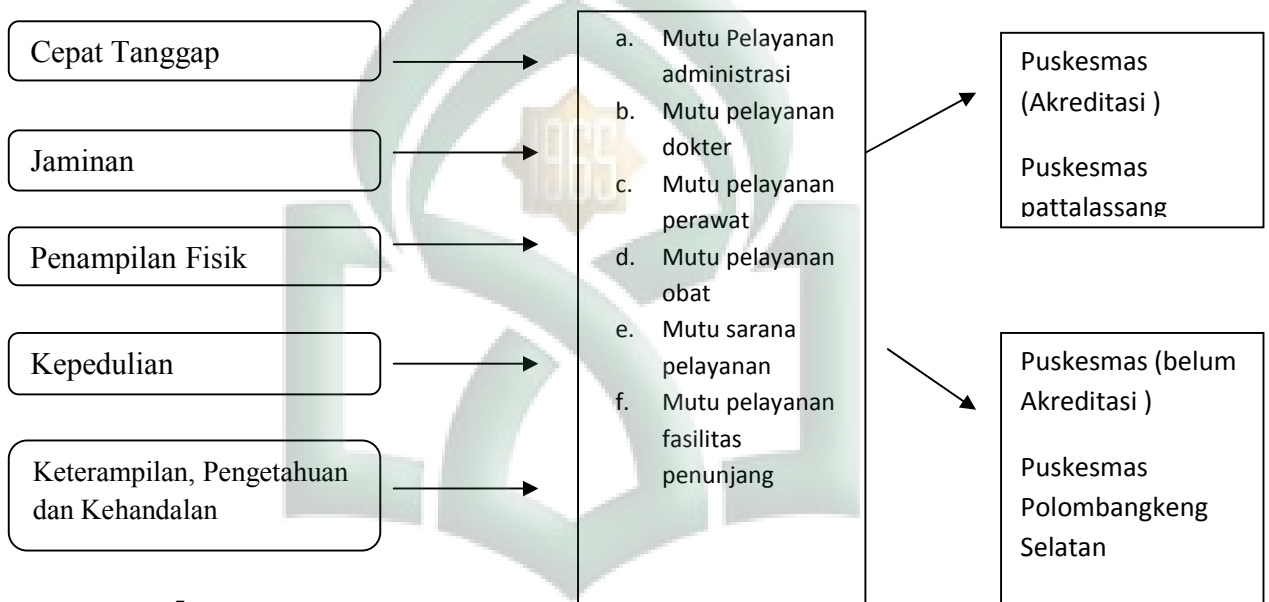 Cepat Tanggap
Jaminan
Penampilan Fisik
Kepedulian
Keterampilan, Pengetahuan
dan Kehandalan
a. Mutu Pelayanan
administrasi
b. Mutu pelayanan
dokter
c. Mutu pelayanan
perawat
d. Mutu pelayanan
obat
e. Mutu sarana
pelayanan
f. Mutu pelayanan
fasilitas
penunjang
Puskesmas
(Akreditasi )
Puskesmas
pattalassang
Puskesmas (belum
Akreditasi )
Puskesmas
Polombangkeng
Selatan
1965